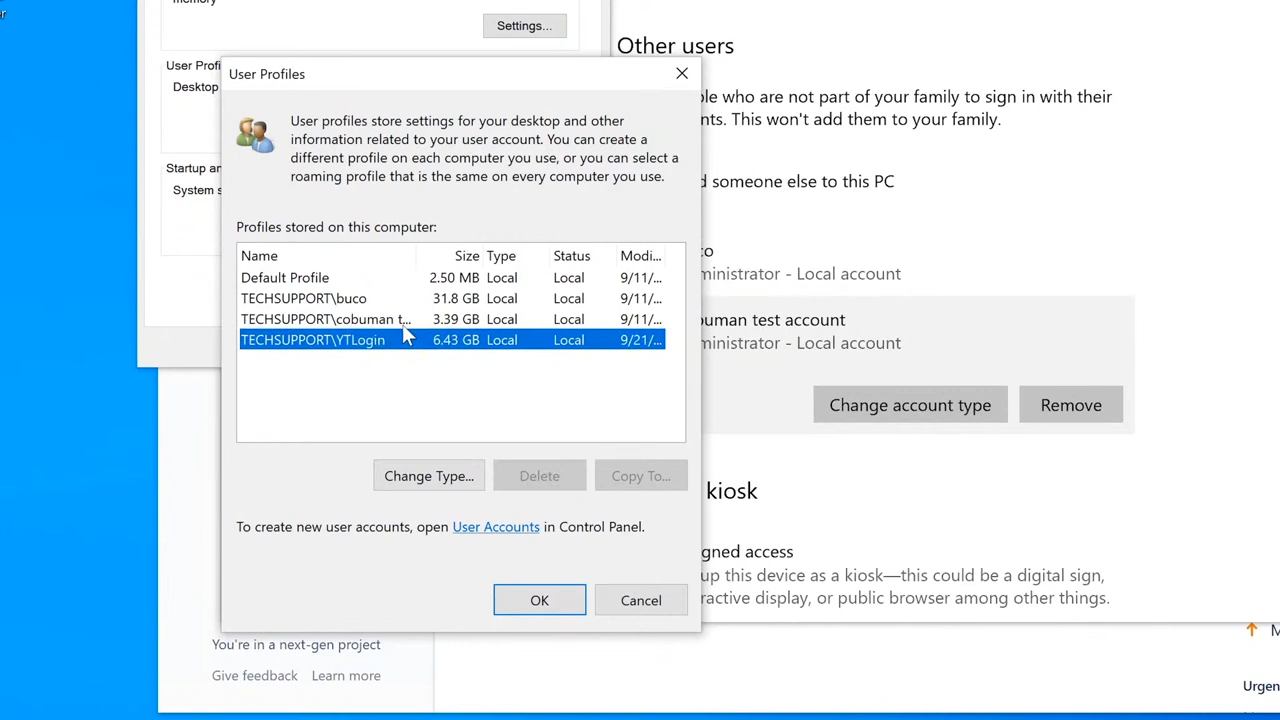 er
memory
Settings...
User Profi
Desktop
Startup an
System s
User Profiles
User profiles store settings for your desktop and other
information related to your user account. You can create a
different profile on each computer you use, or you can select a
roaming profile that is the same on every computer you use.
Profiles stored on this computer:
Name Size Type Status Modi...
Default Profile 2.50 MB Local Local 9/11/...
TECHSUPPORT\buco 31.8 GB Local Local 9/11/...
TECHSUPPORT\cobuman t... 3.39 GB Local Local 9/11/...
TECHSUPPORT\YTLogin 6.43 GB Local Local 9/21/...
Change Type... Delete Copy To...
To create new user accounts, open User Accounts in Control Panel.
OK Cancel
Other users
ple who are not part of your family to sign in with their
nts. This won't add them to your family.
d someone else to this PC
co
ministrator - Local account
buman test account
ministrator - Local account
Change account type Remove
kiosk
gned access
up this device as a kiosk—this could be a digital sign,
ractive display, or public browser among other things.
You're in a next-gen project
Give feedback Learn more
M
Urgen